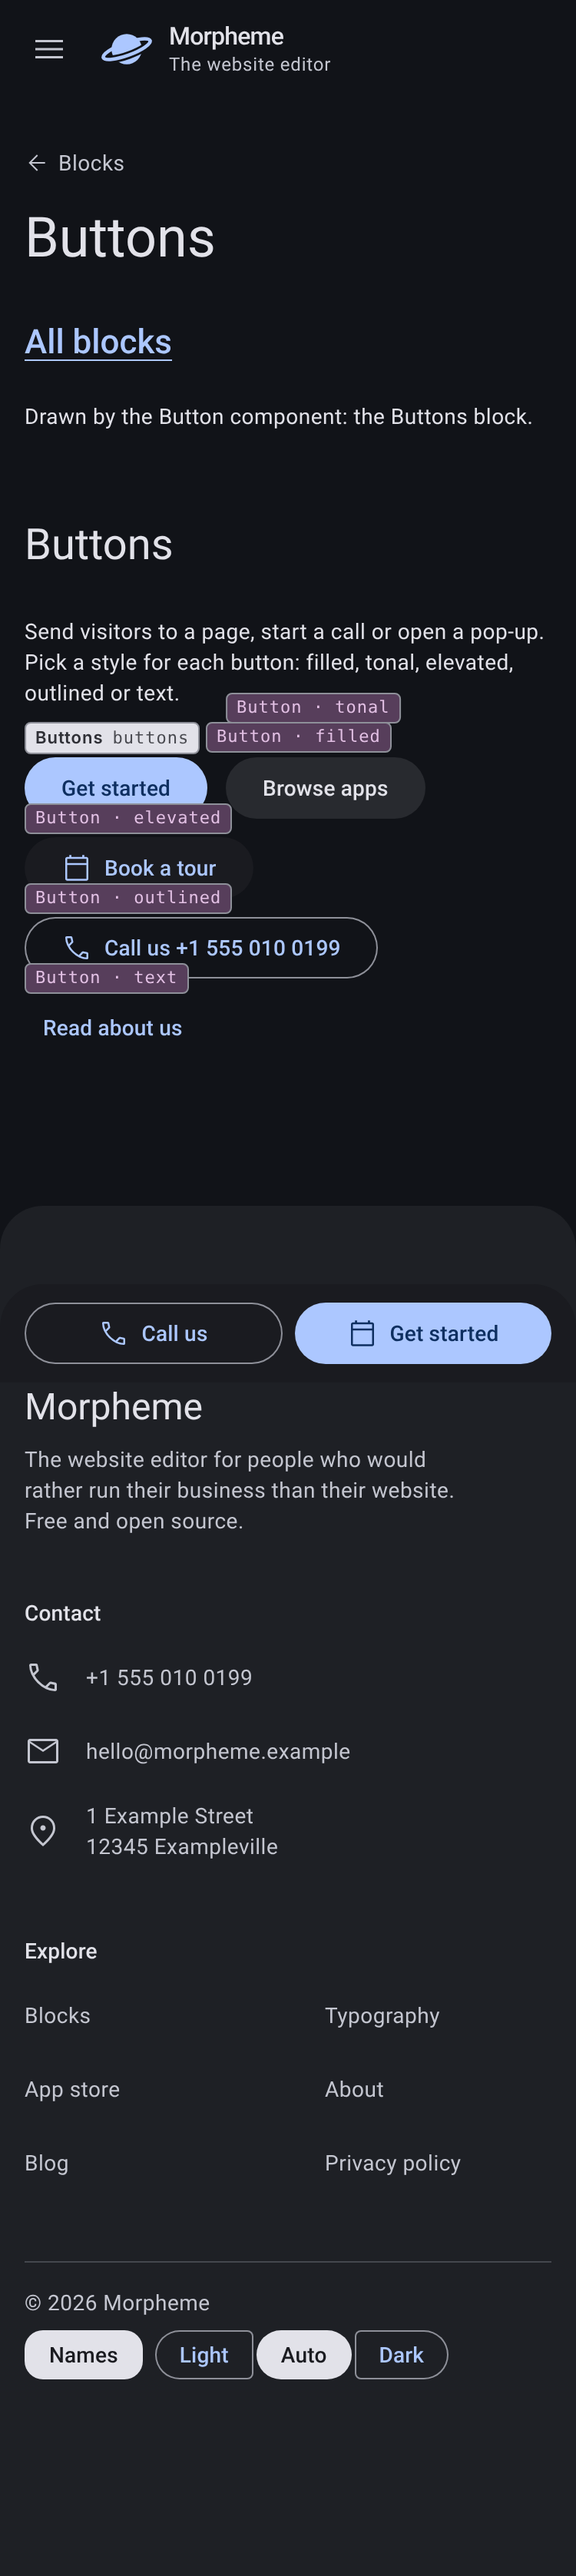 Morpheme
The website editor
Blocks
Buttons
All blocks
Drawn by the Button component: the Buttons block.
Buttons
Send visitors to a page, start a call or open a pop-up.
Pick a style for each button: filled, tonal, elevated,
outlined or text.
Button · tonal
Buttons buttons
Button · filled
Get started
Browse apps
Button · elevated
Book a tour
Button · outlined
Call us +1 555 010 0199
Button · text
Read about us
Call us
Get started
Morpheme
The website editor for people who would
rather run their business than their website.
Free and open source.
Contact
+1 555 010 0199
hello@morpheme.example
1 Example Street
12345 Exampleville
Explore
Blocks
Typography
App store
About
Blog
Privacy policy
© 2026 Morpheme
Names
Light
Auto
Dark